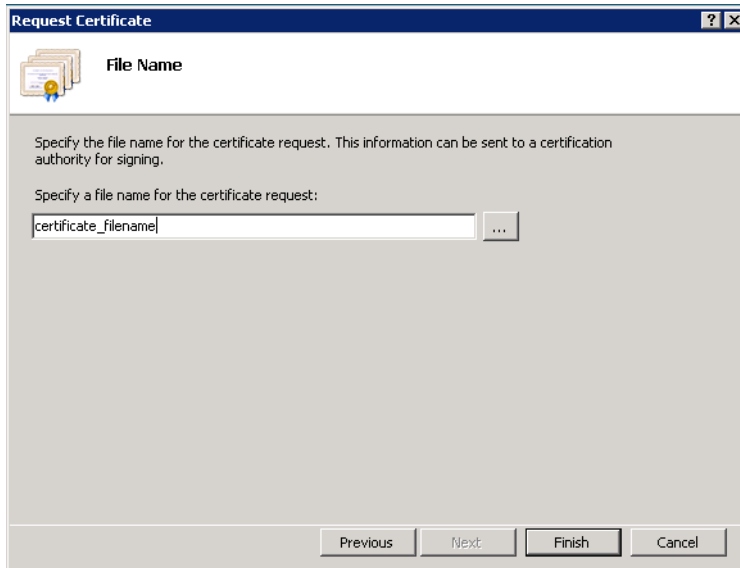 Request Certificate
File Name
Specify the file name for the certificate request. This information can be sent to a certification
authority for signing.
Specify a file name for the certificate request:
certificate_filename
...
Previous Next Finish Cancel